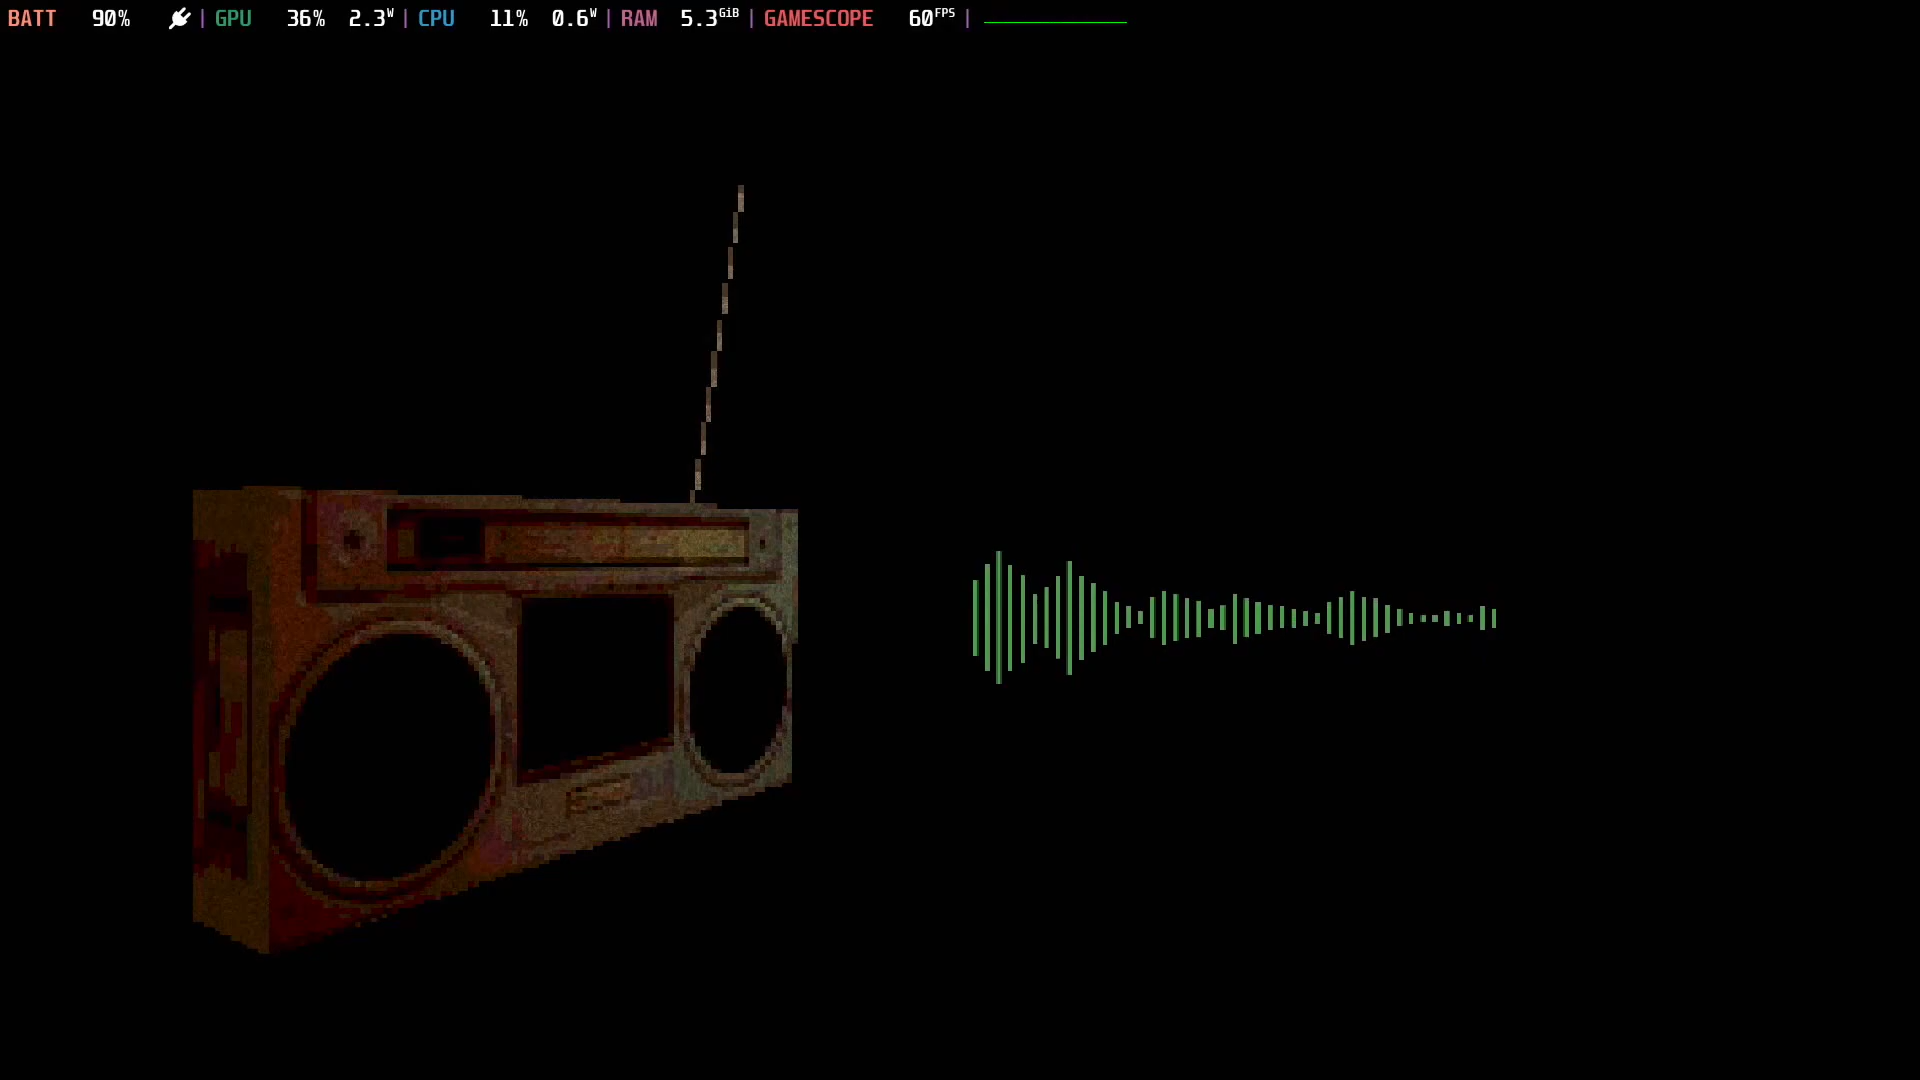 BATT 90% | GPU 36% 2.3W | CPU 11% 0.6W | RAM 5.3GiB | GAMESCOPE 60FPS |